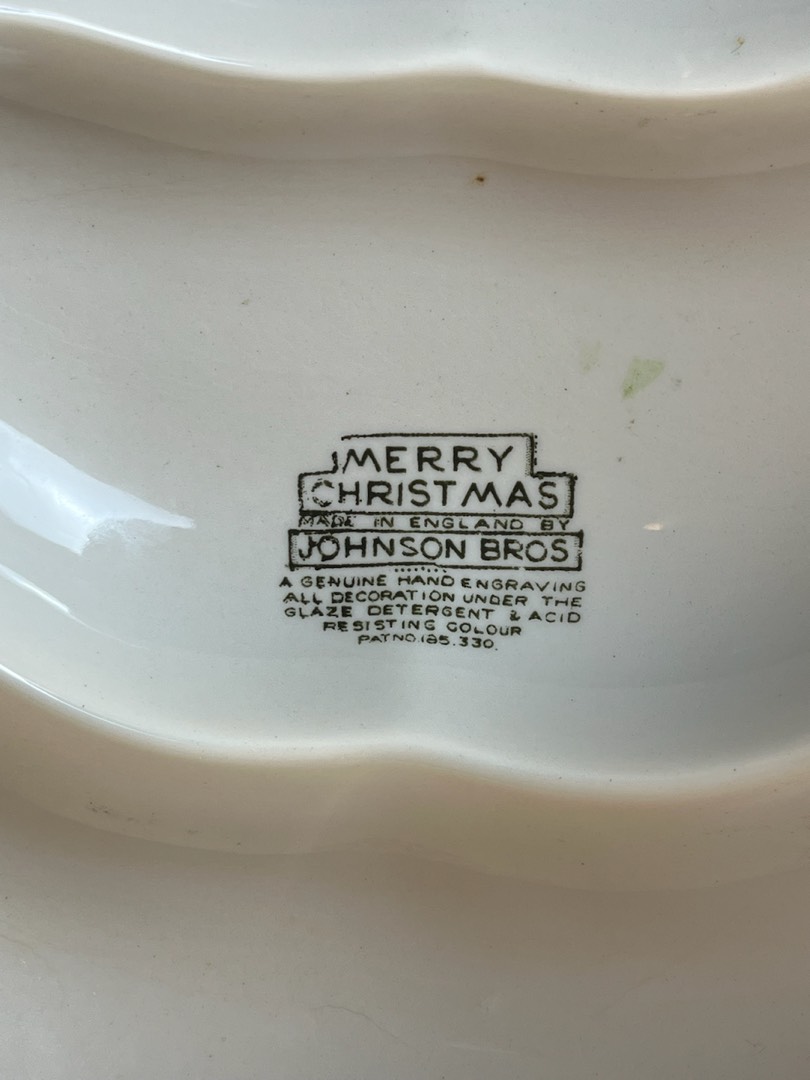 MERRY
CHRISTMAS
MADE IN ENGLAND BY
JOHNSON BROS
A GENUINE HAND ENGRAVING
ALL DECORATION UNDER THE
GLAZE DETERGENT & ACID
RESISTING COLOUR
PAT NO. 185.330.